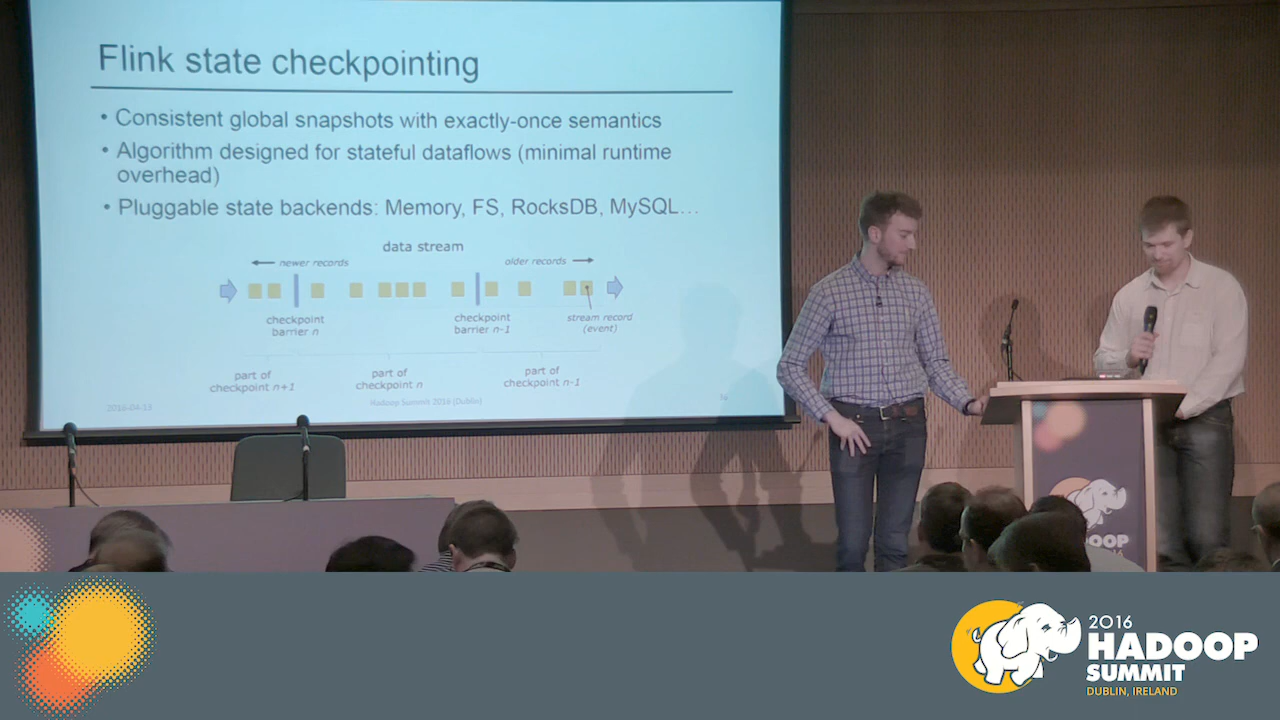 Flink state checkpointing
• Consistent global snapshots with exactly-once semantics
• Algorithm designed for stateful dataflows (minimal runtime
overhead)
• Pluggable state backends: Memory, FS, RocksDB, MySQL…
data stream
newer records
older records
checkpoint
barrier n
checkpoint
barrier n-1
stream record
(event)
part of
checkpoint n+1
part of
checkpoint n
part of
checkpoint n-1
2016-04-13
Hadoop Summit 2016 (Dublin)
2016
HADOOP
SUMMIT
DUBLIN, IRELAND